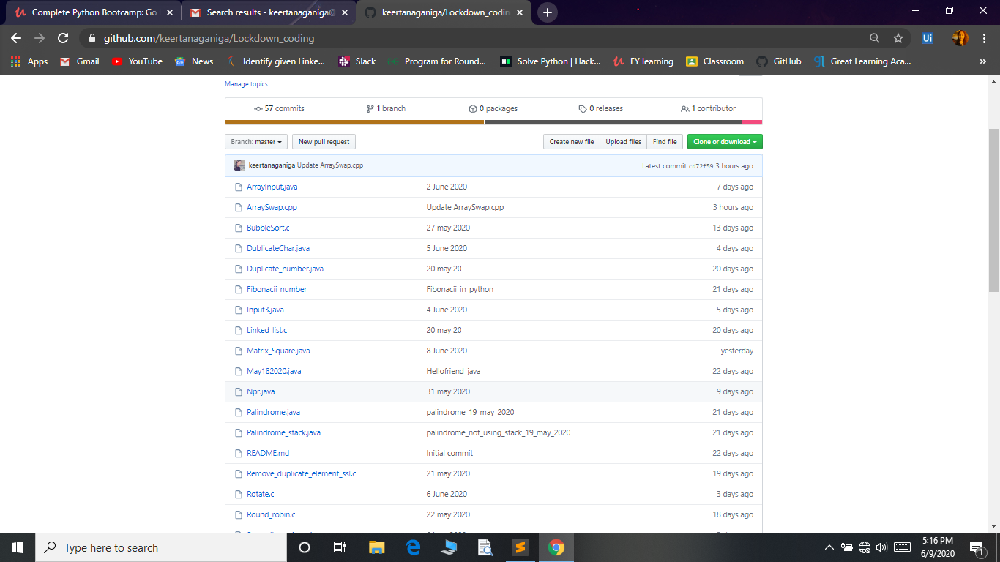 Complete Python Bootcamp: Go
Search results - keertanaganiga@
keertanaganiga/Lockdown_codin
github.com/keertanaganiga/Lockdown_coding
Apps Gmail YouTube News Identify given Linke... Slack Program for Round... Solve Python | Hack... EY learning Classroom GitHub Great Learning Aca... »
Manage topics
57 commits 1 branch 0 packages 0 releases 1 contributor
Branch: master New pull request Create new file Upload files Find file Clone or download
keertanaganiga Update ArraySwap.cpp Latest commit cd72f59 3 hours ago
ArrayInput.java 2 June 2020 7 days ago
ArraySwap.cpp Update ArraySwap.cpp 3 hours ago
BubbleSort.c 27 may 2020 13 days ago
DublicateChar.java 5 June 2020 4 days ago
Duplicate_number.java 20 may 20 20 days ago
Fibonacii_number Fibonacii_in_python 21 days ago
Input3.java 4 June 2020 5 days ago
Linked_list.c 20 may 20 20 days ago
Matrix_Square.java 8 June 2020 yesterday
May182020.java Hellofriend_java 22 days ago
Npr.java 31 may 2020 9 days ago
Palindrome.java palindrome_19_may_2020 21 days ago
Palindrome_stack.java palindrome_not_using_stack_19_may_2020 21 days ago
README.md Initial commit 22 days ago
Remove_duplicate_element_ssl.c 21 may 2020 19 days ago
Rotate.c 6 June 2020 3 days ago
Round_robin.c 22 may 2020 18 days ago
Type here to search
5:16 PM
6/9/2020
1